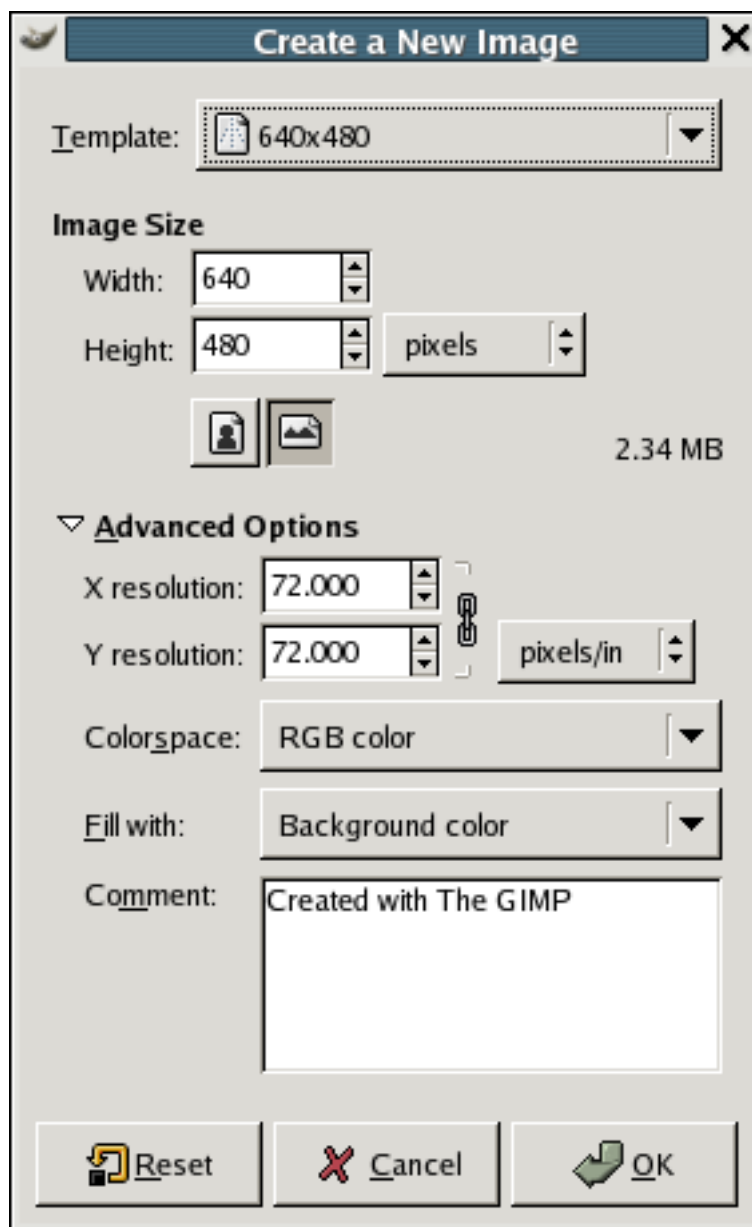 Create a New Image
Template: 640x480
Image Size
Width: 640
Height: 480 pixels
2.34 MB
Advanced Options
X resolution: 72.000
Y resolution: 72.000 pixels/in
Colorspace: RGB color
Fill with: Background color
Comment: Created with The GIMP
Reset Cancel OK